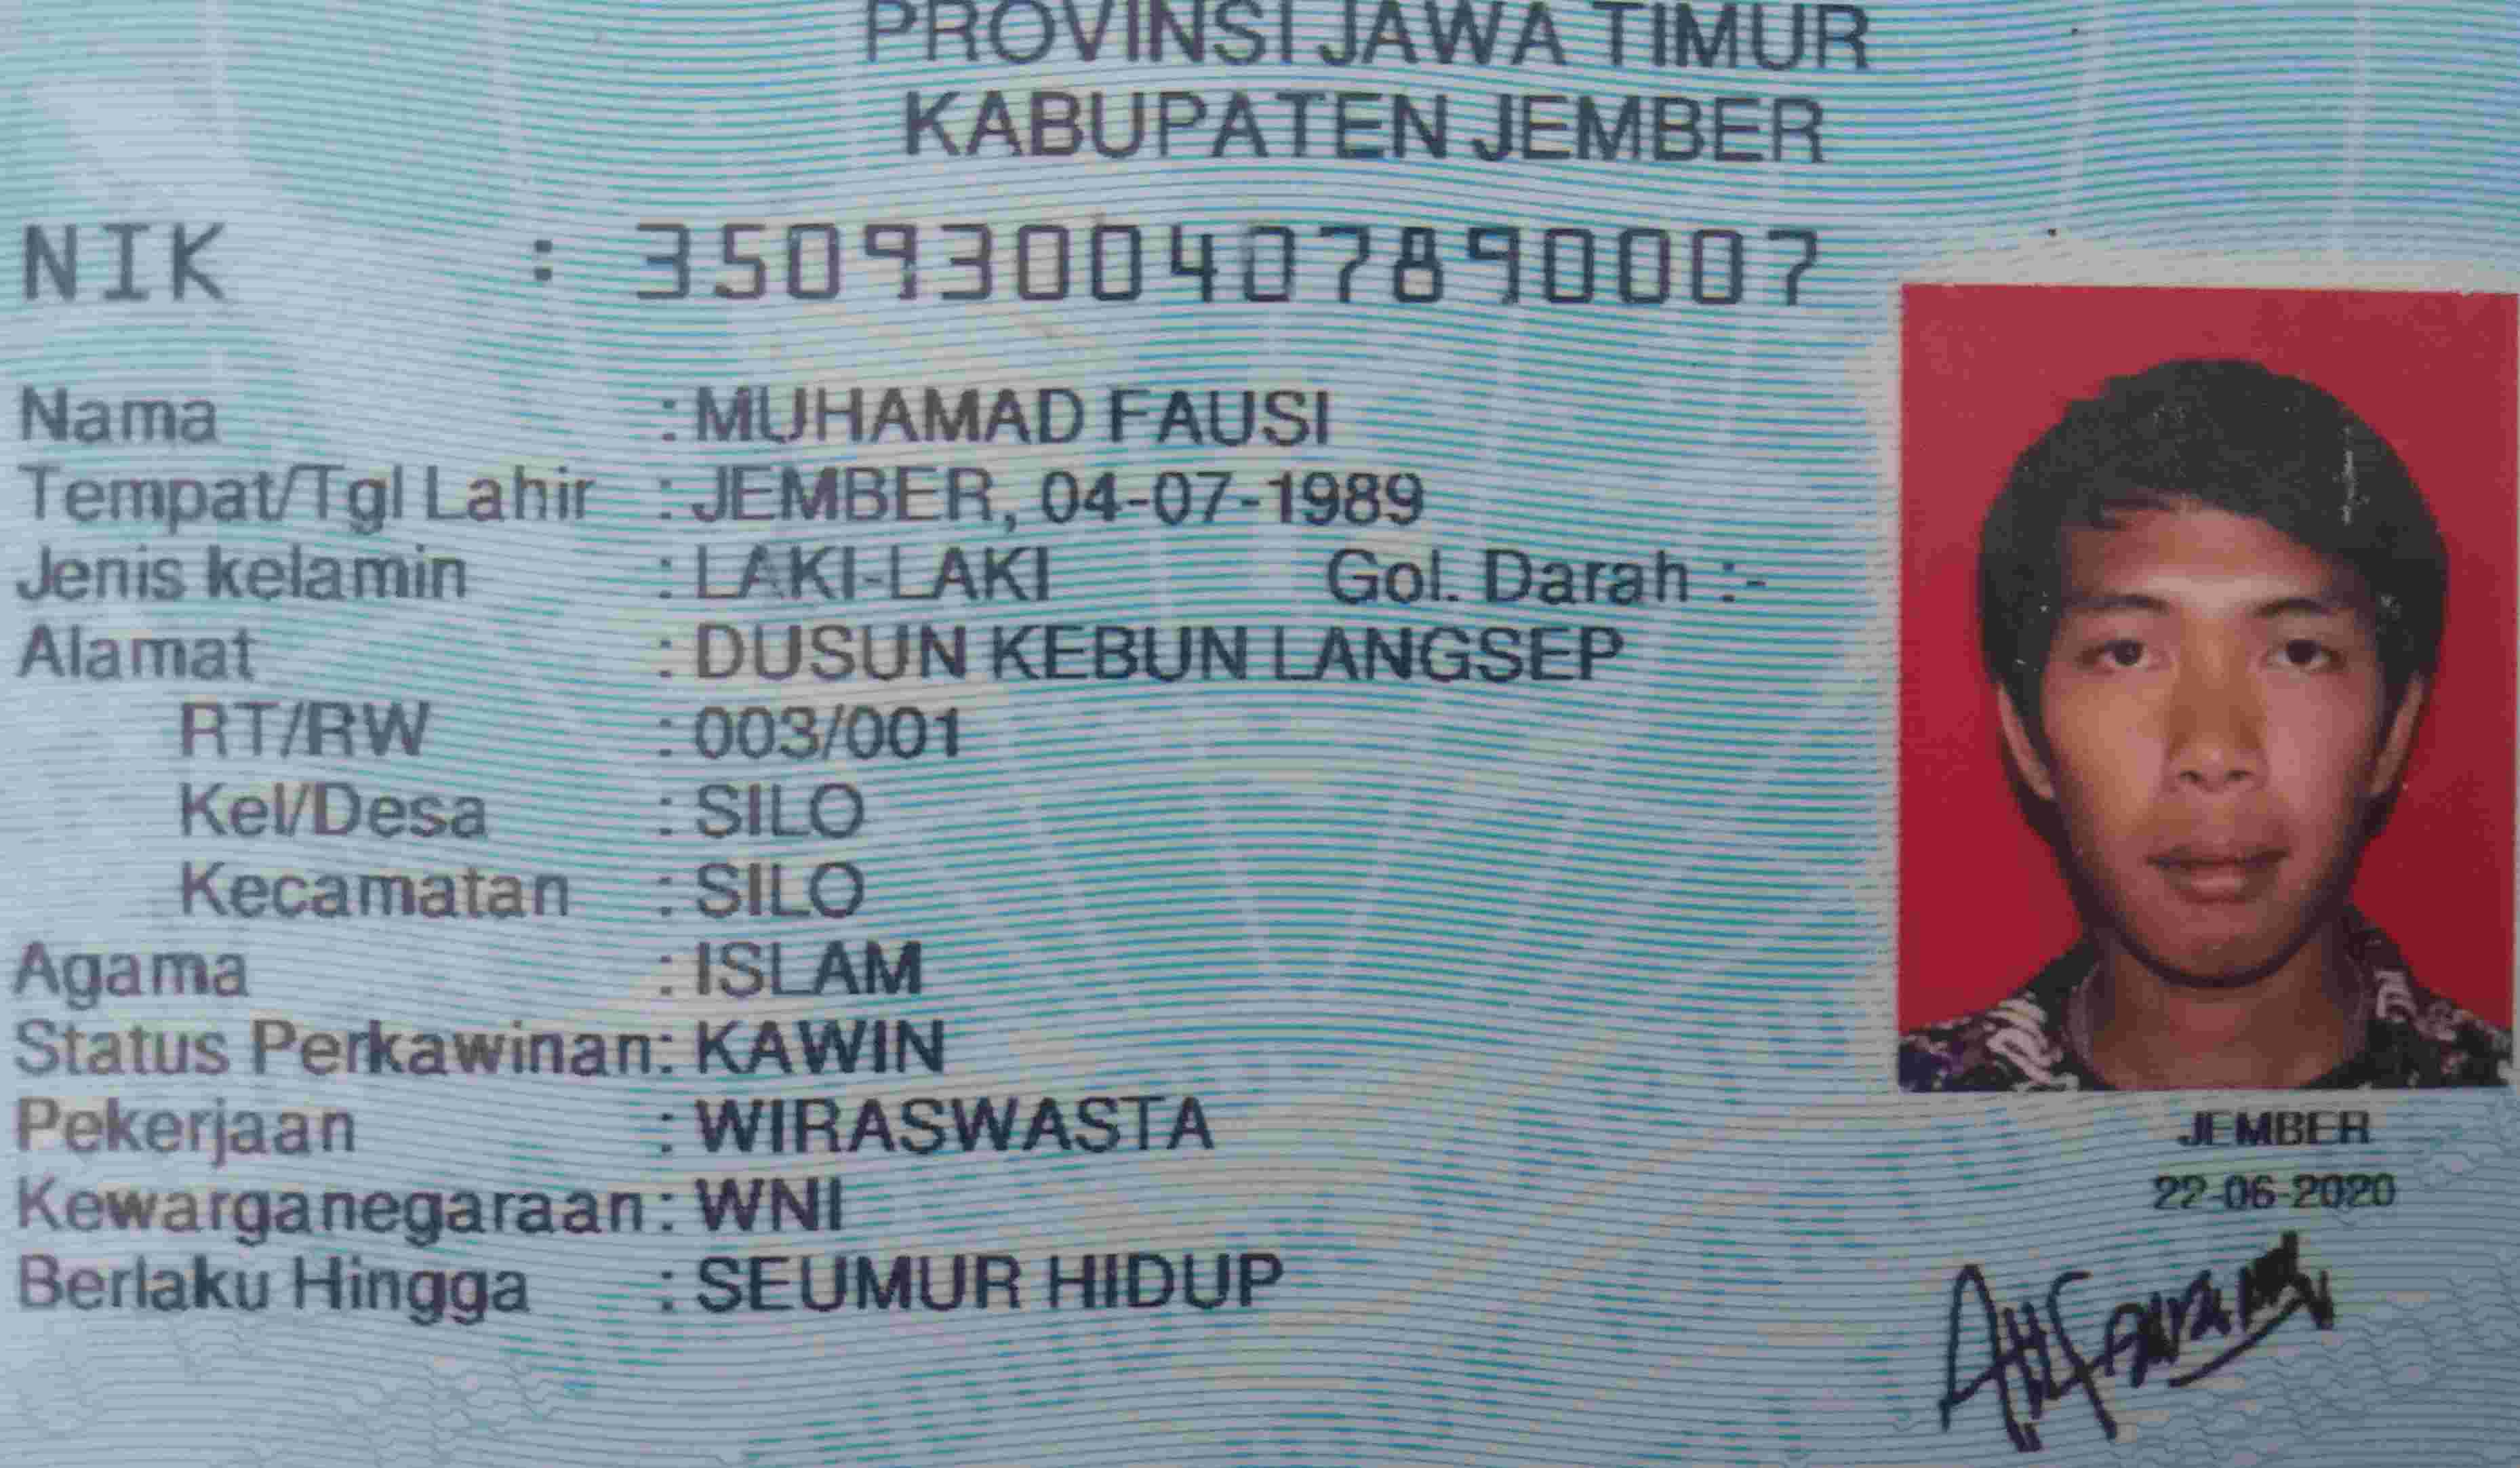 PROVINSI JAWA TIMUR
KABUPATEN JEMBER
NIK : 3509300407890007
Nama : MUHAMAD FAUSI
Tempat/Tgl Lahir : JEMBER, 04-07-1989
Jenis kelamin : LAKI-LAKI Gol. Darah :-
Alamat : DUSUN KEBUN LANGSEP
RT/RW : 003/001
Kel/Desa : SILO
Kecamatan : SILO
Agama : ISLAM
Status Perkawinan: KAWIN
Pekerjaan : WIRASWASTA
Kewarganegaraan: WNI
Berlaku Hingga : SEUMUR HIDUP
JEMBER
22-06-2020